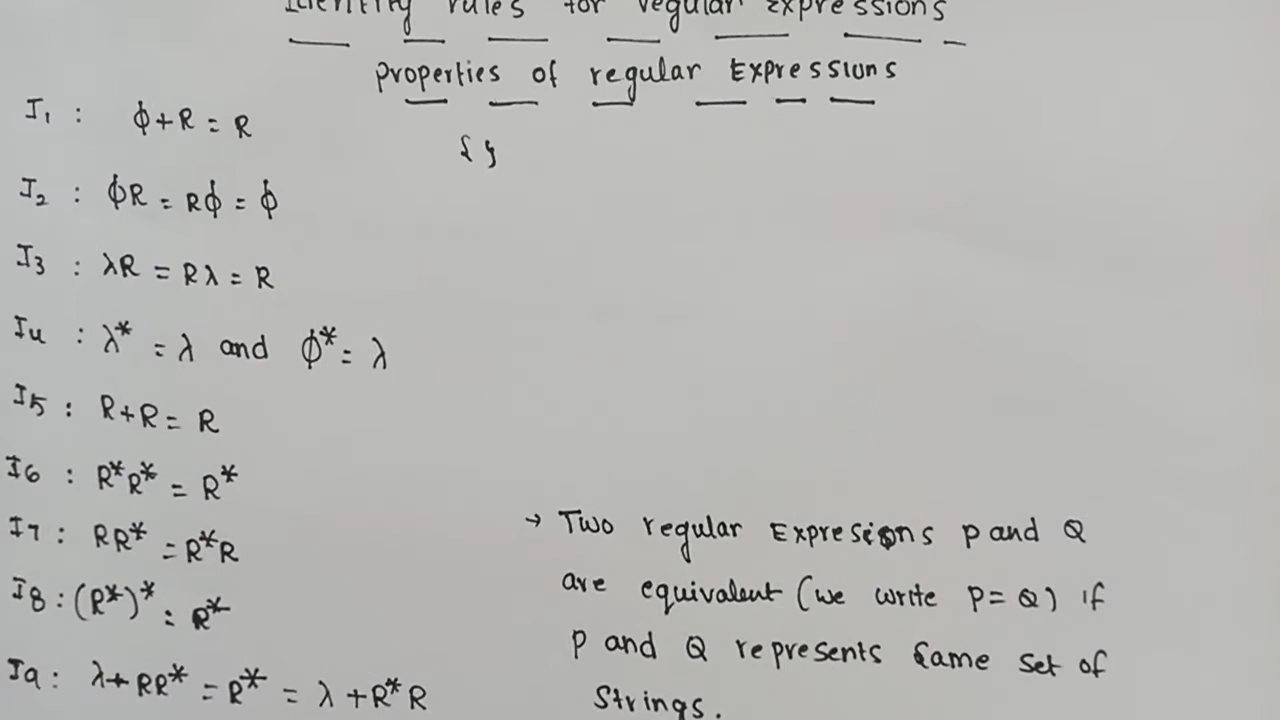 Identity rules for regular Expressions
properties of regular Expressions
I1 : ϕ+R = R
{ }
I2 : ϕR = Rϕ = ϕ
I3 : λR = Rλ = R
I4 : λ* = λ and ϕ* = λ
I5 : R+R = R
I6 : R*R* = R*
I7 : RR* = R*R
I8 : (R*)* = R*
I9 : λ+RR* = R* = λ+R*R
→ Two regular Expresions p and Q
are equivalent (we write p=Q) if
p and Q represents same set of
Strings.